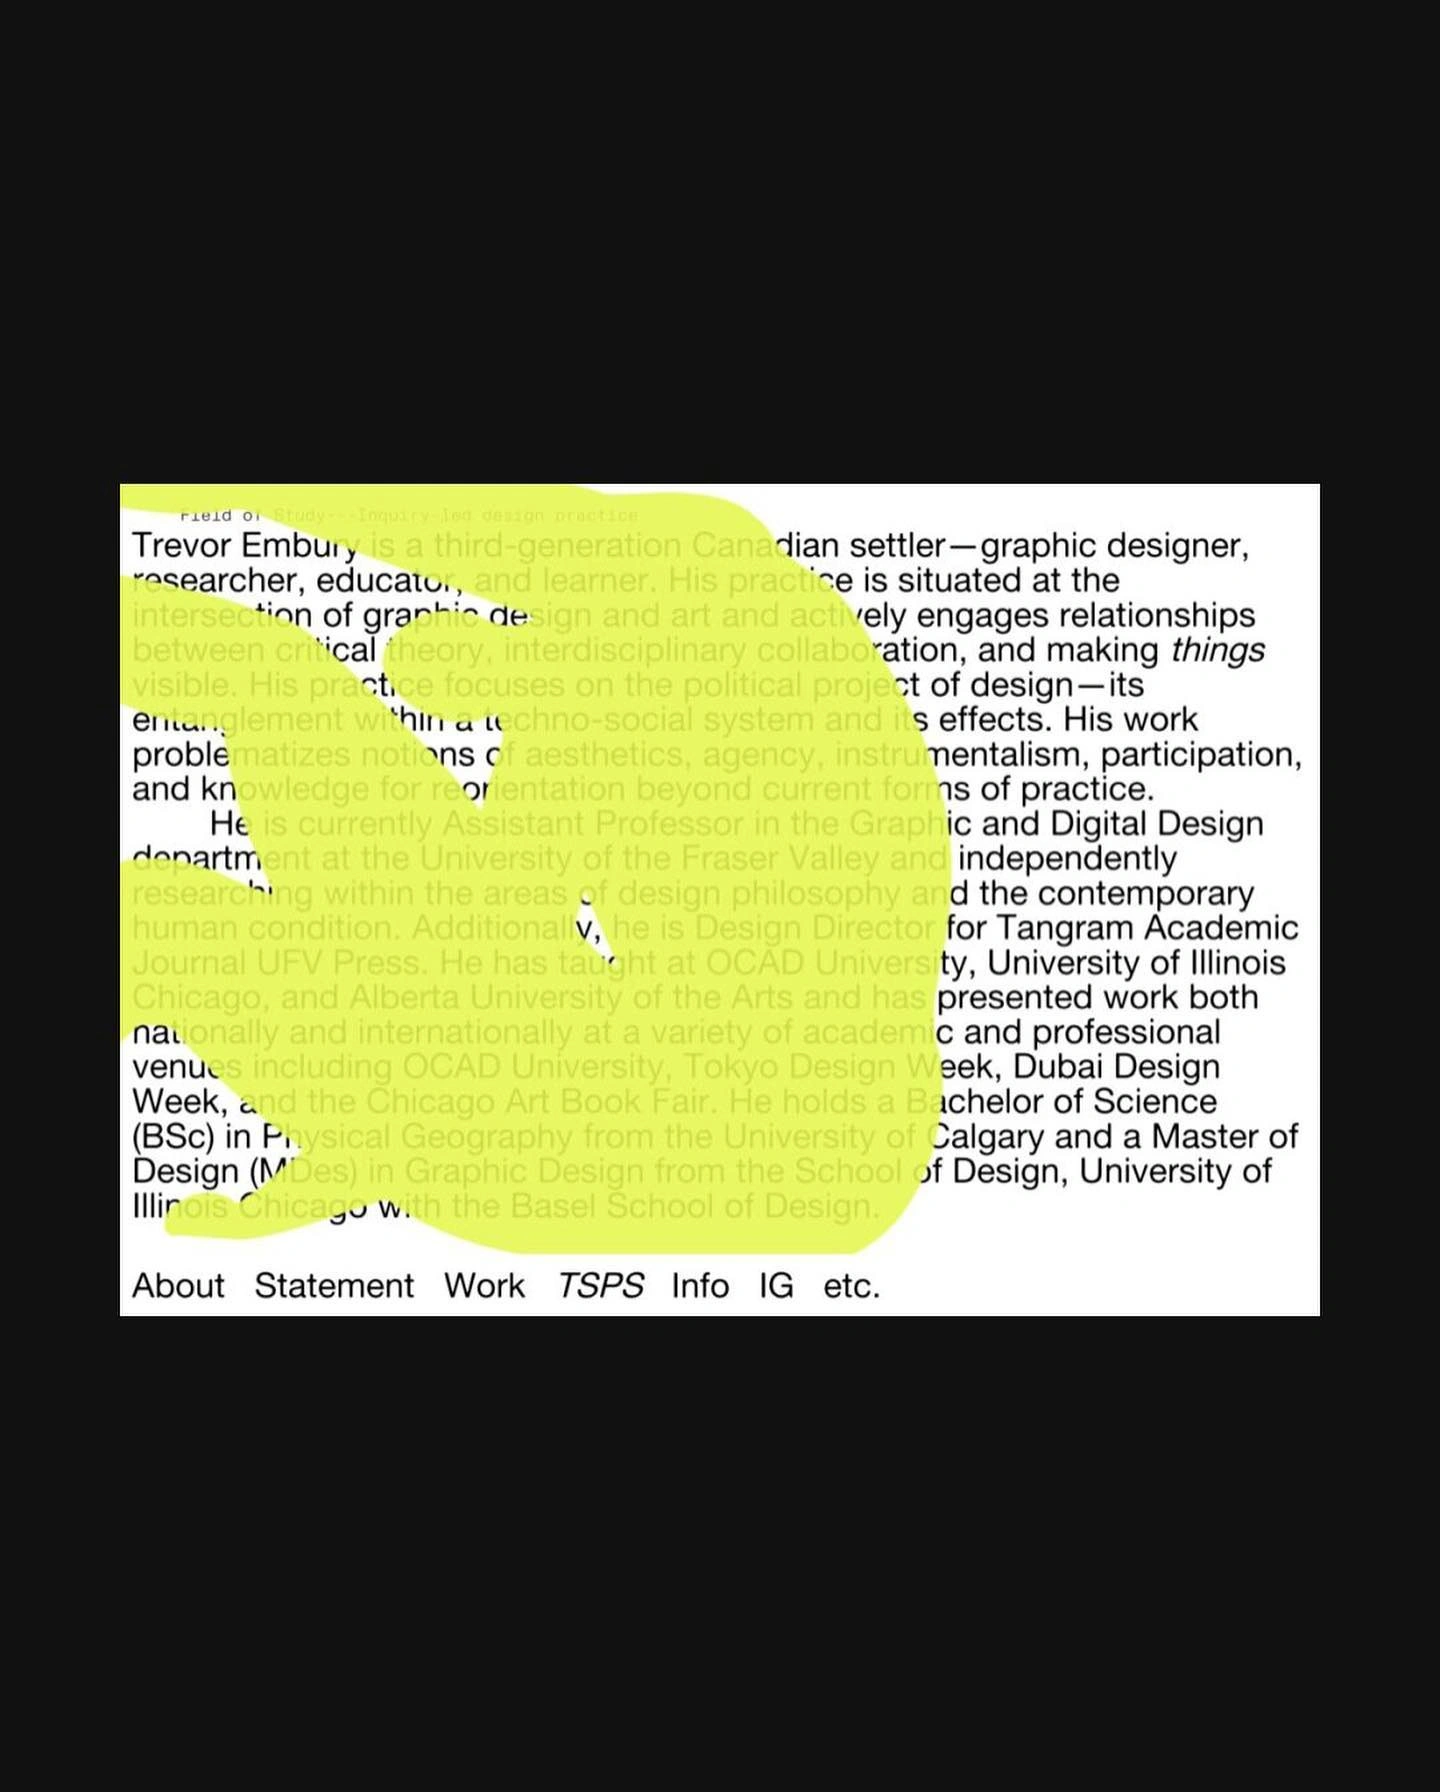 Field of Study---Inquiry-led design practice
Trevor Embury is a third-generation Canadian settler—graphic designer,
researcher, educator, and learner. His practice is situated at the
intersection of graphic design and art and actively engages relationships
between critical theory, interdisciplinary collaboration, and making things
visible. His practice focuses on the political project of design—its
entanglement within a techno-social system and its effects. His work
problematizes notions of aesthetics, agency, instrumentalism, participation,
and knowledge for reorientation beyond current forms of practice.
He is currently Assistant Professor in the Graphic and Digital Design
department at the University of the Fraser Valley and independently
researching within the areas of design philosophy and the contemporary
human condition. Additionally, he is Design Director for Tangram Academic
Journal UFV Press. He has taught at OCAD University, University of Illinois
Chicago, and Alberta University of the Arts and has presented work both
nationally and internationally at a variety of academic and professional
venues including OCAD University, Tokyo Design Week, Dubai Design
Week, and the Chicago Art Book Fair. He holds a Bachelor of Science
(BSc) in Physical Geography from the University of Calgary and a Master of
Design (MDes) in Graphic Design from the School of Design, University of
Illinois Chicago with the Basel School of Design.
About Statement Work TSPS Info IG etc.